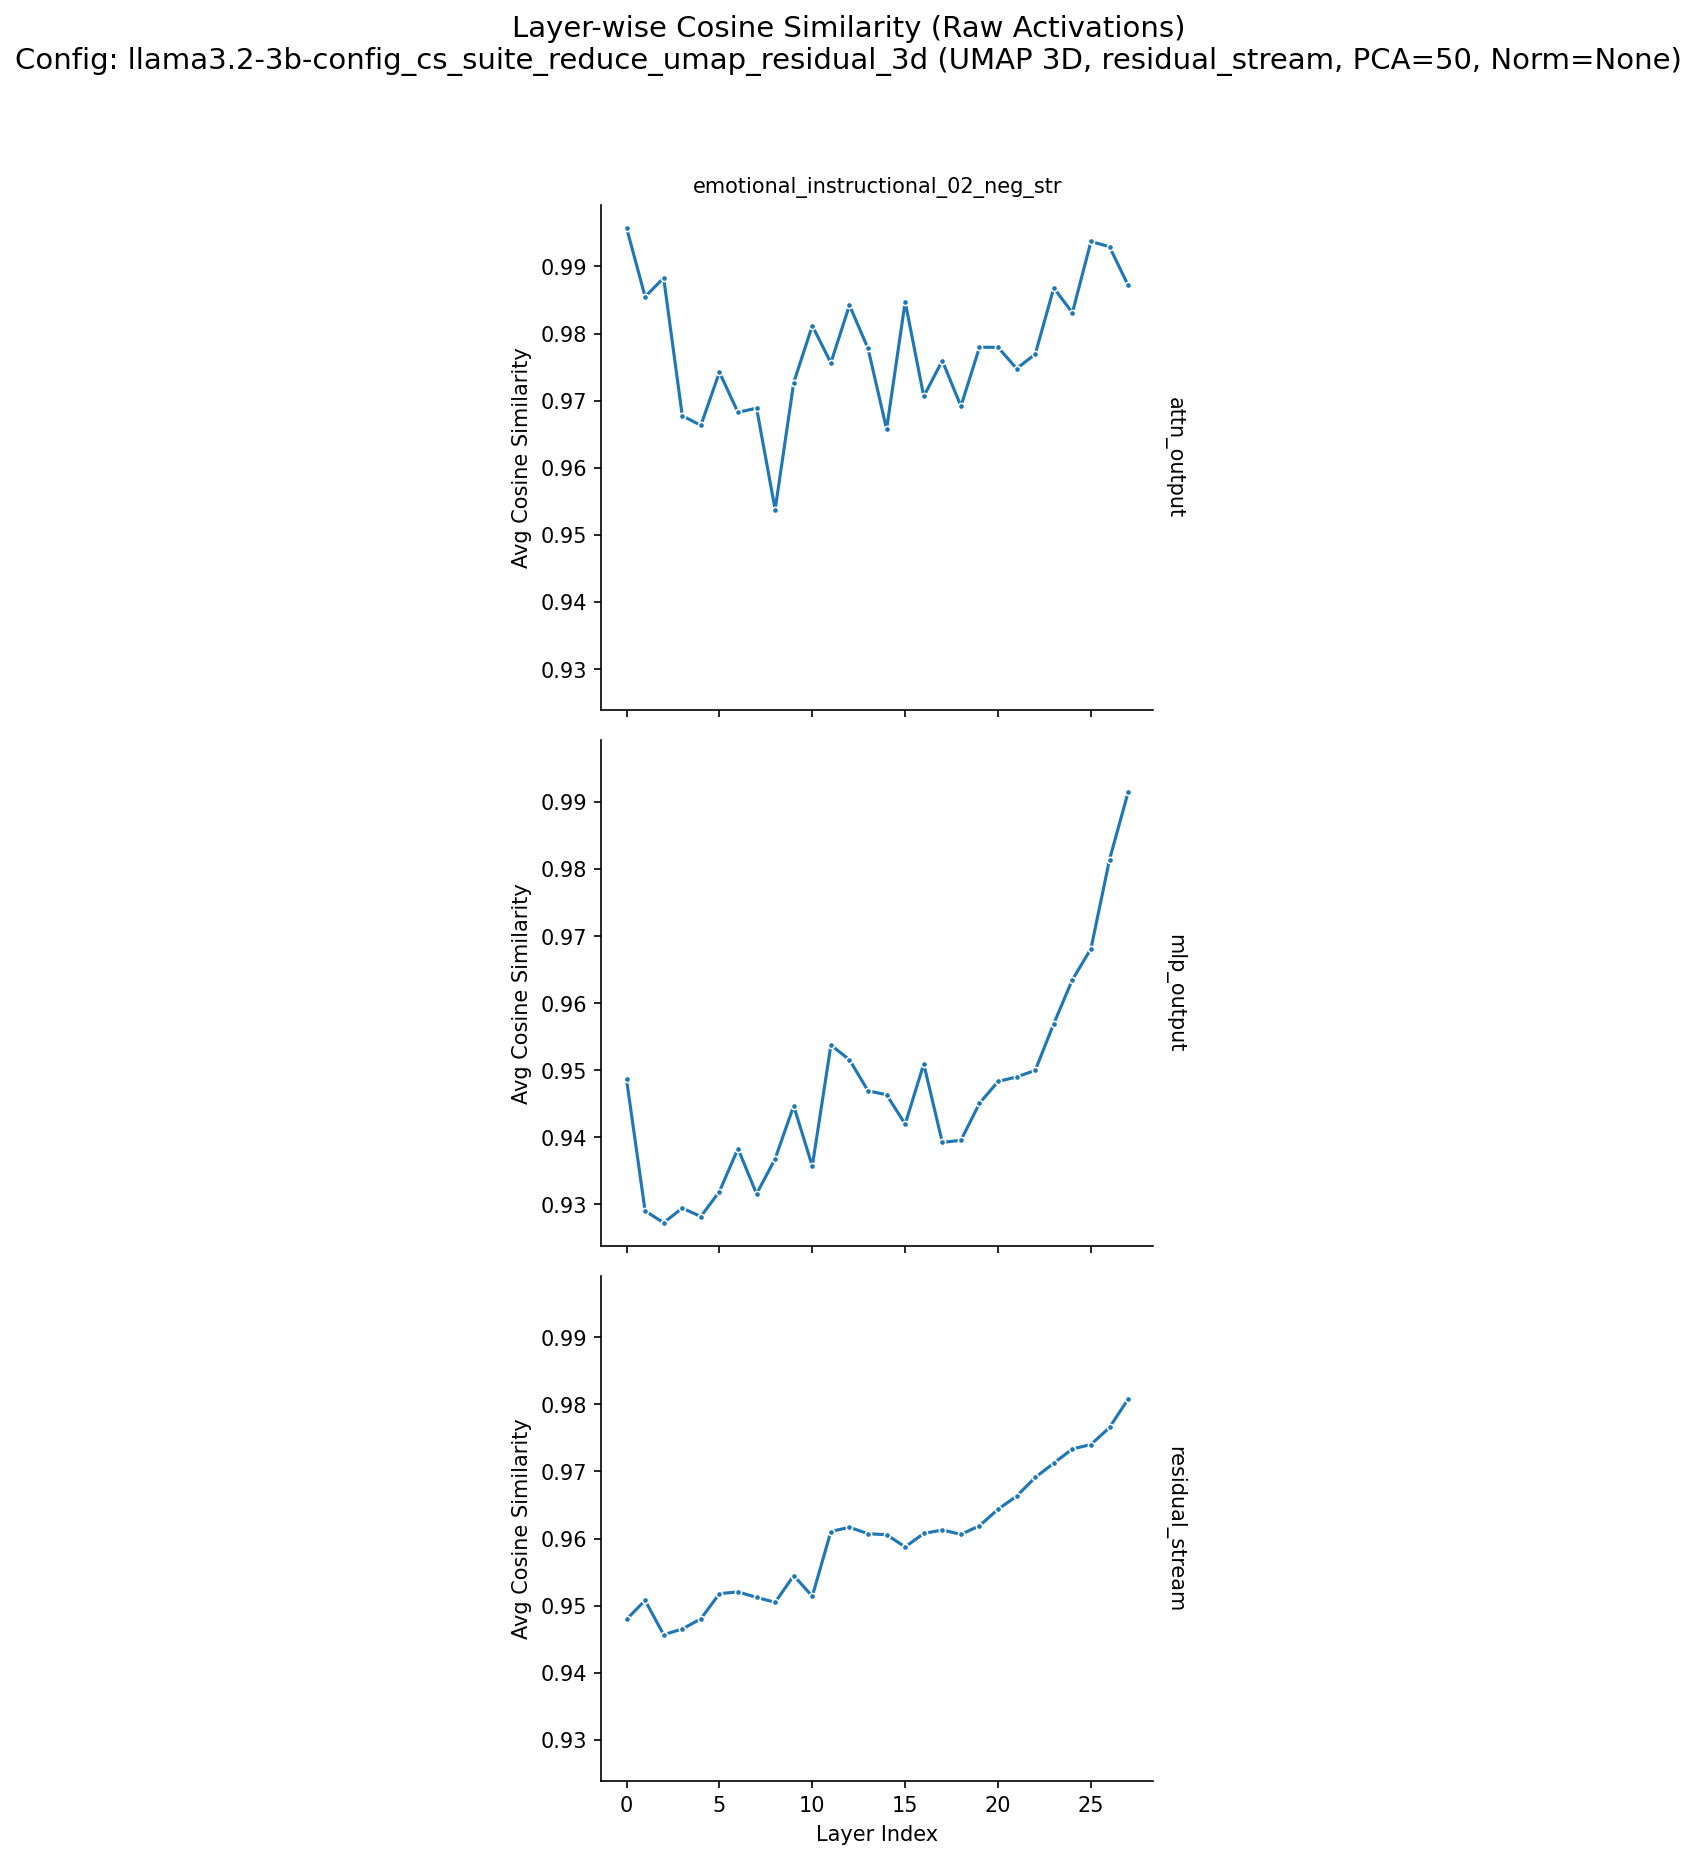 Layer-wise Cosine Similarity (Raw Activations)
Config: llama3.2-3b-config_cs_suite_reduce_umap_residual_3d (UMAP 3D, residual_stream, PCA=50, Norm=None)
emotional_instructional_02_neg_str
0.99
0.98
0.97
0.96
0.95
0.94
0.93
Avg Cosine Similarity
attn_output
0.99
0.98
0.97
0.96
0.95
0.94
0.93
Avg Cosine Similarity
mlp_output
0.99
0.98
0.97
0.96
0.95
0.94
0.93
Avg Cosine Similarity
residual_stream
0 5 10 15 20 25
Layer Index